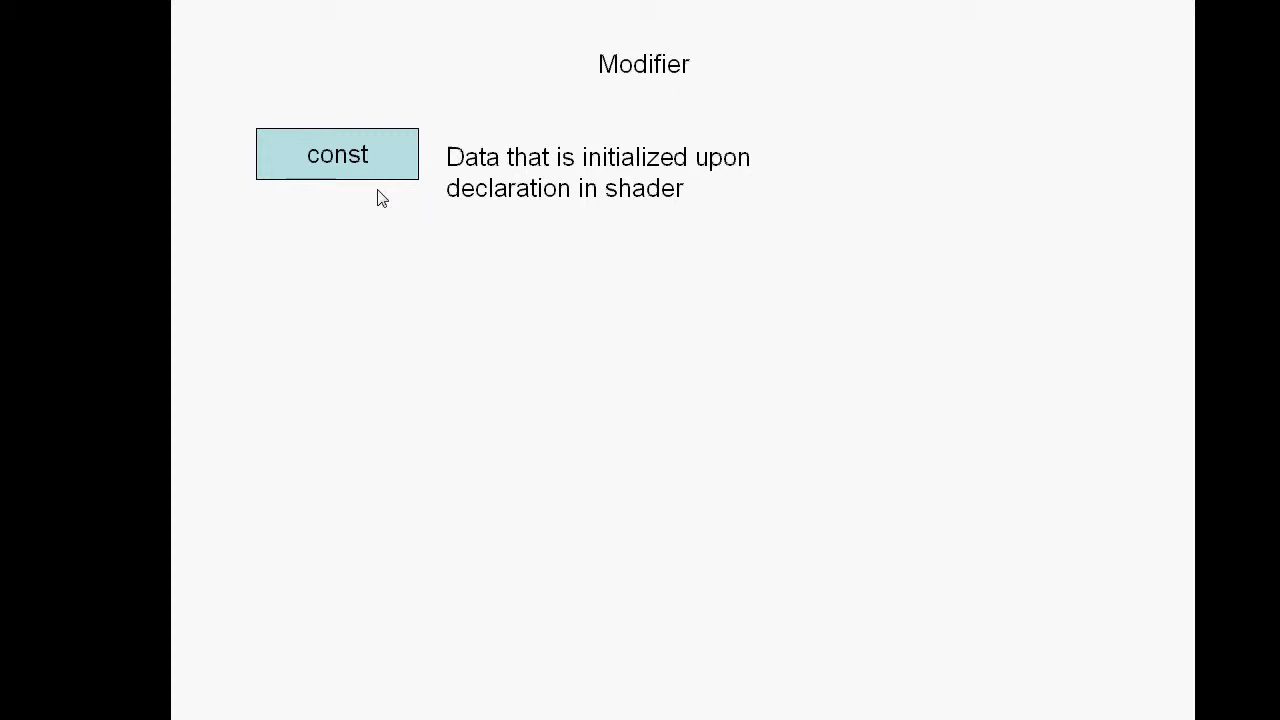 Modifier
const
Data that is initialized upon
declaration in shader